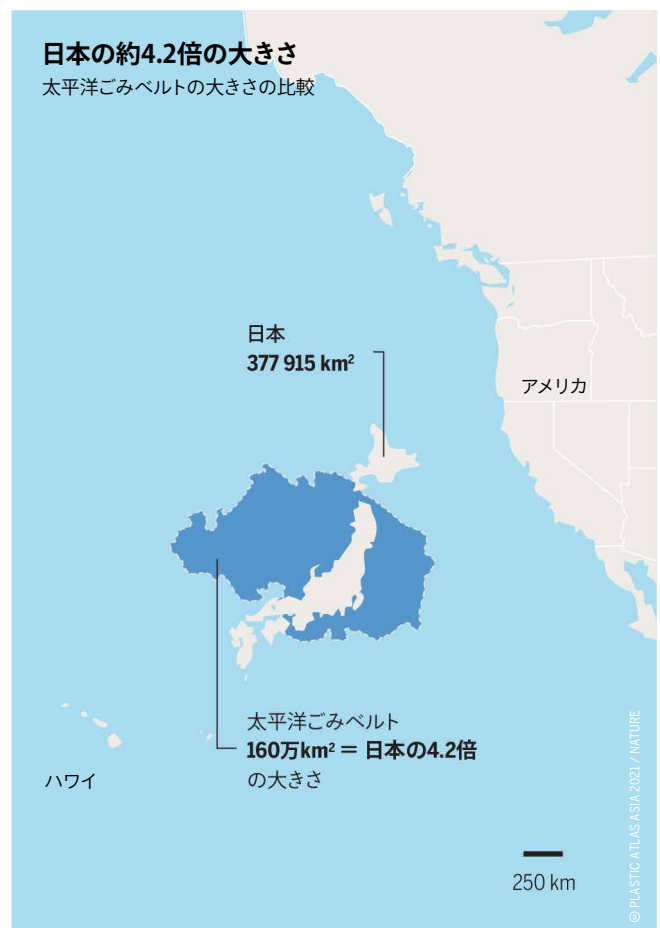 日本の約4.2倍の大きさ
太平洋ごみベルトの大きさの比較
日本
377 915 km²
アメリカ
太平洋ごみベルト
160万km² = 日本の4.2倍
の大きさ
ハワイ
250 km
PLASTIC ATLAS ASIA 2021 / NATURE